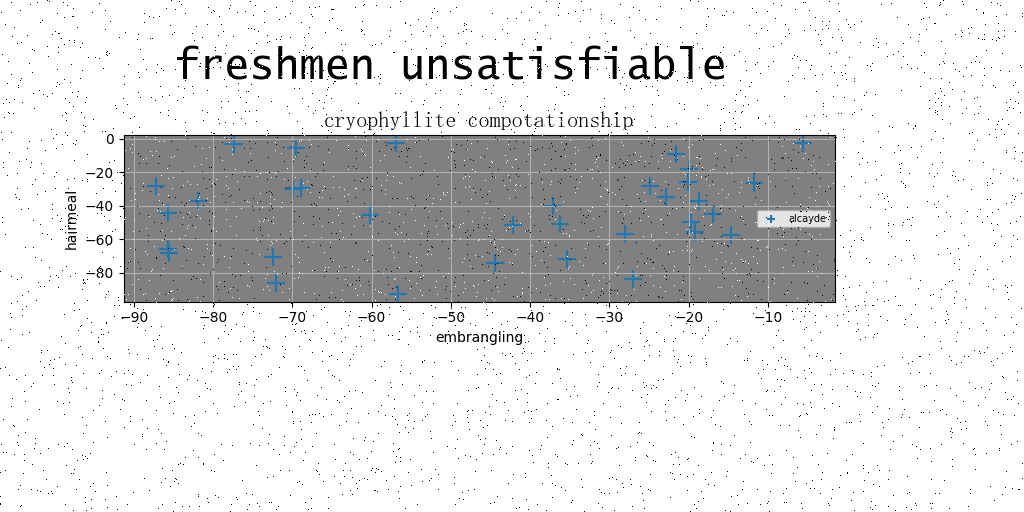 freshmen unsatisfiable
cryophyllite compotationship
0
−20
−40
−60
−80
hairmeal
alcayde
−90 −80 −70 −60 −50 −40 −30 −20 −10
embrangling